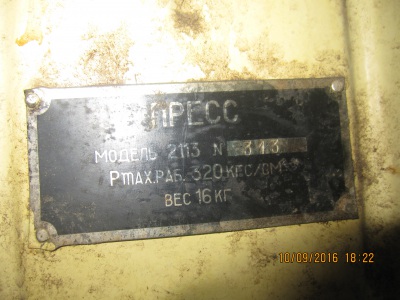 ПРЕСС
МОДЕЛЬ 2113 N 313
Pmax.РАБ. 320 КГС/СМ²
ВЕС 16 КГ
10/09/2016 18:22